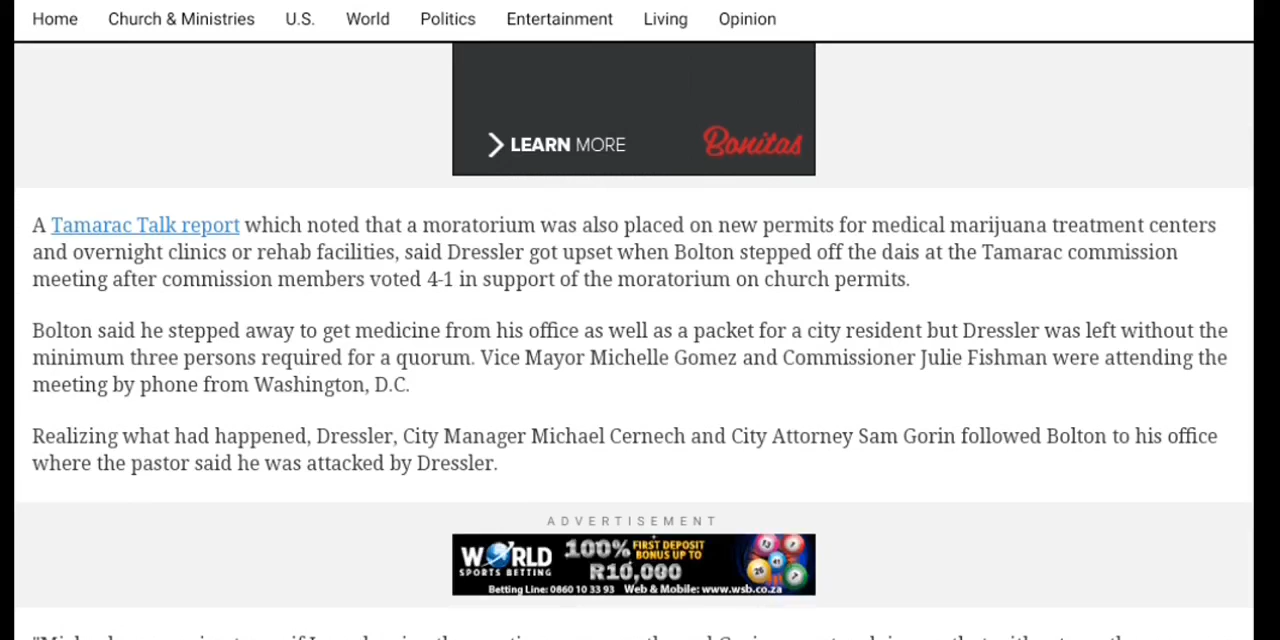 Home Church & Ministries U.S. World Politics Entertainment Living Opinion
LEARN MORE Bonitas
A Tamarac Talk report which noted that a moratorium was also placed on new permits for medical marijuana treatment centers
and overnight clinics or rehab facilities, said Dressler got upset when Bolton stepped off the dais at the Tamarac commission
meeting after commission members voted 4-1 in support of the moratorium on church permits.
Bolton said he stepped away to get medicine from his office as well as a packet for a city resident but Dressler was left without the
minimum three persons required for a quorum. Vice Mayor Michelle Gomez and Commissioner Julie Fishman were attending the
meeting by phone from Washington, D.C.
Realizing what had happened, Dressler, City Manager Michael Cernech and City Attorney Sam Gorin followed Bolton to his office
where the pastor said he was attacked by Dressler.
ADVERTISEMENT
WORLD
SPORTS BETTING
100% FIRST DEPOSIT
BONUS UP TO
R10,000
Betting Line: 0860 10 33 93 Web & Mobile: www.wsb.co.za